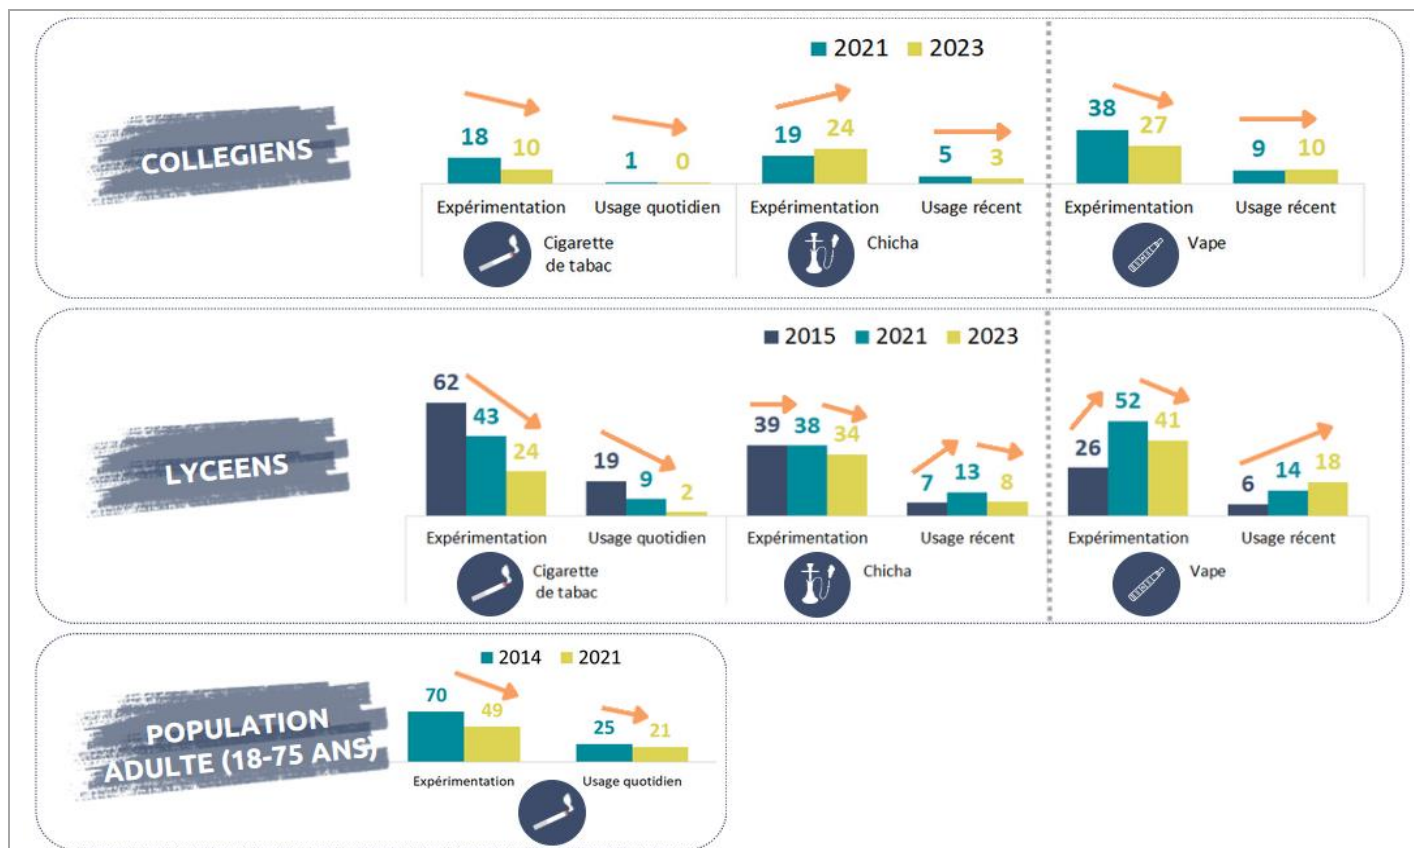 2021 2023
COLLEGIENS
18 10 1 0 19 24 5 3 38 27 9 10
Expérimentation Usage quotidien Expérimentation Usage récent Expérimentation Usage récent
Cigarette
de tabac
Chicha
Vape
2015 2021 2023
LYCEENS
62 43 24 19 9 2 39 38 34 7 13 8 26 52 41 6 14 18
Expérimentation Usage quotidien Expérimentation Usage récent Expérimentation Usage récent
Cigarette
de tabac
Chicha
Vape
2014 2021
POPULATION
ADULTE (18-75 ANS)
70 49 25 21
Expérimentation Usage quotidien